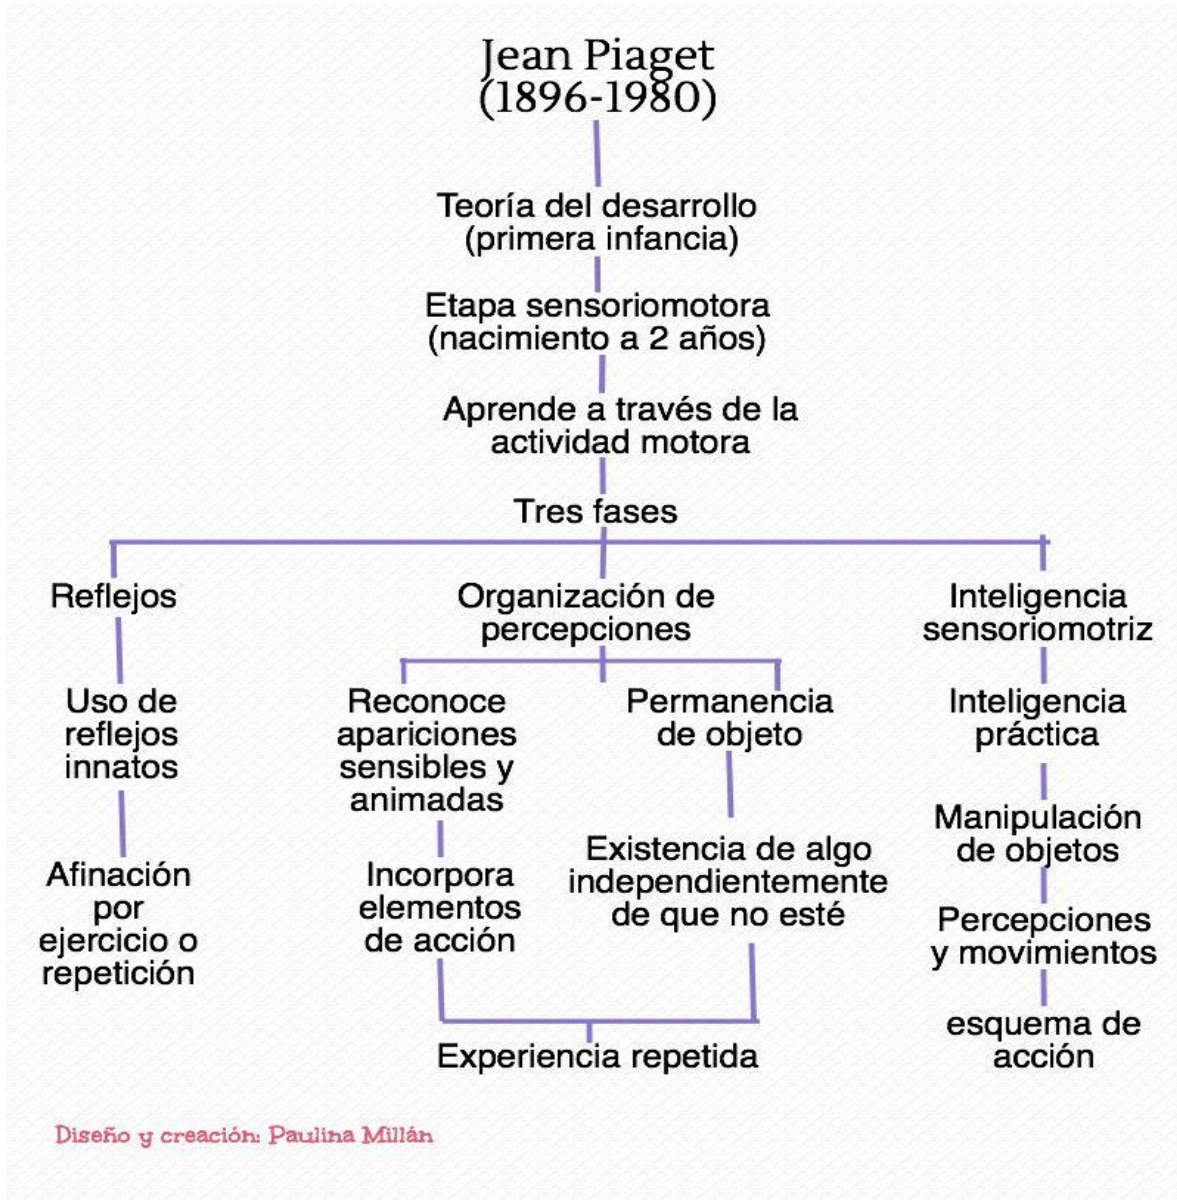 Jean Piaget
(1896-1980)
Teoría del desarrollo
(primera infancia)
Etapa sensoriomotora
(nacimiento a 2 años)
Aprende a través de la
actividad motora
Tres fases
Reflejos
Uso de
reflejos
innatos
Afinación
por
ejercicio o
repetición
Organización de
percepciones
Reconoce
apariciones
sensibles y
animadas
Incorpora
elementos
de acción
Permanencia
de objeto
Existencia de algo
independientemente
de que no esté
Experiencia repetida
Inteligencia
sensoriomotriz
Inteligencia
práctica
Manipulación
de objetos
Percepciones
y movimientos
esquema de
acción
Diseño y creación: Paulina Millán